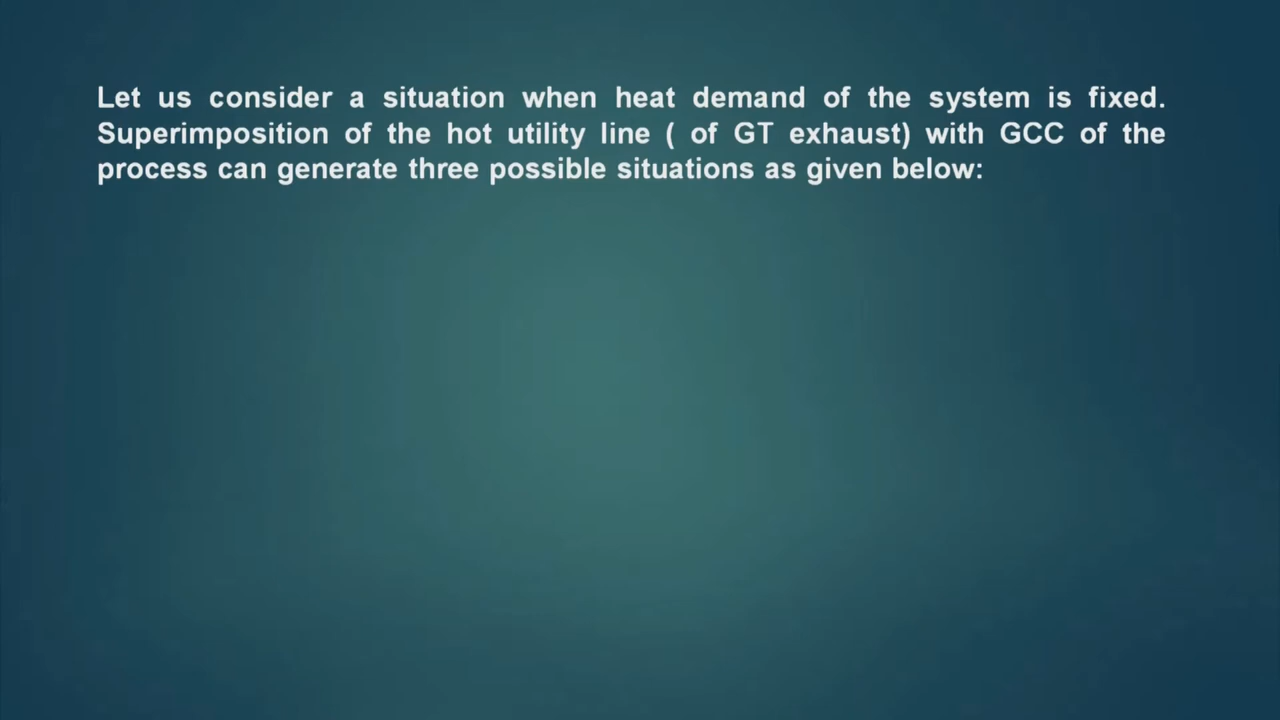 Let us consider a situation when heat demand of the system is fixed.
Superimposition of the hot utility line ( of GT exhaust) with GCC of the
process can generate three possible situations as given below: